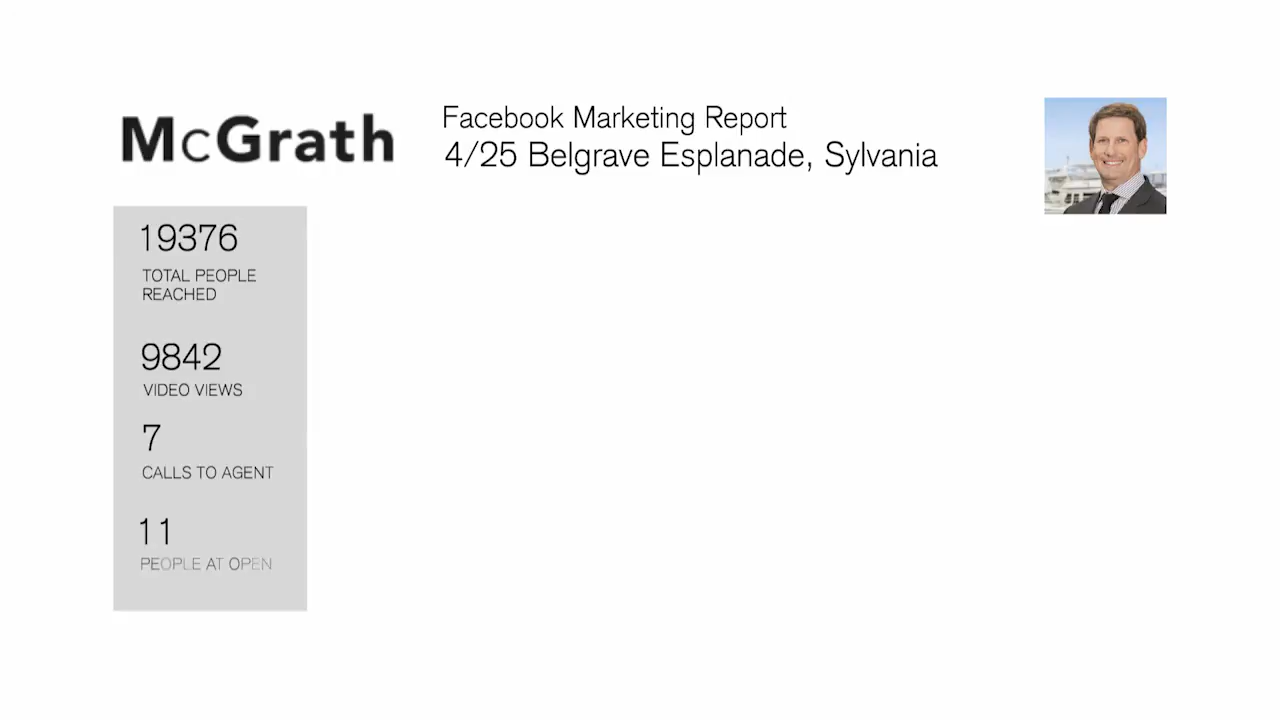 McGrath
Facebook Marketing Report
4/25 Belgrave Esplanade, Sylvania
19376
TOTAL PEOPLE
REACHED
9842
VIDEO VIEWS
7
CALLS TO AGENT
11
PEOPLE AT OPEN